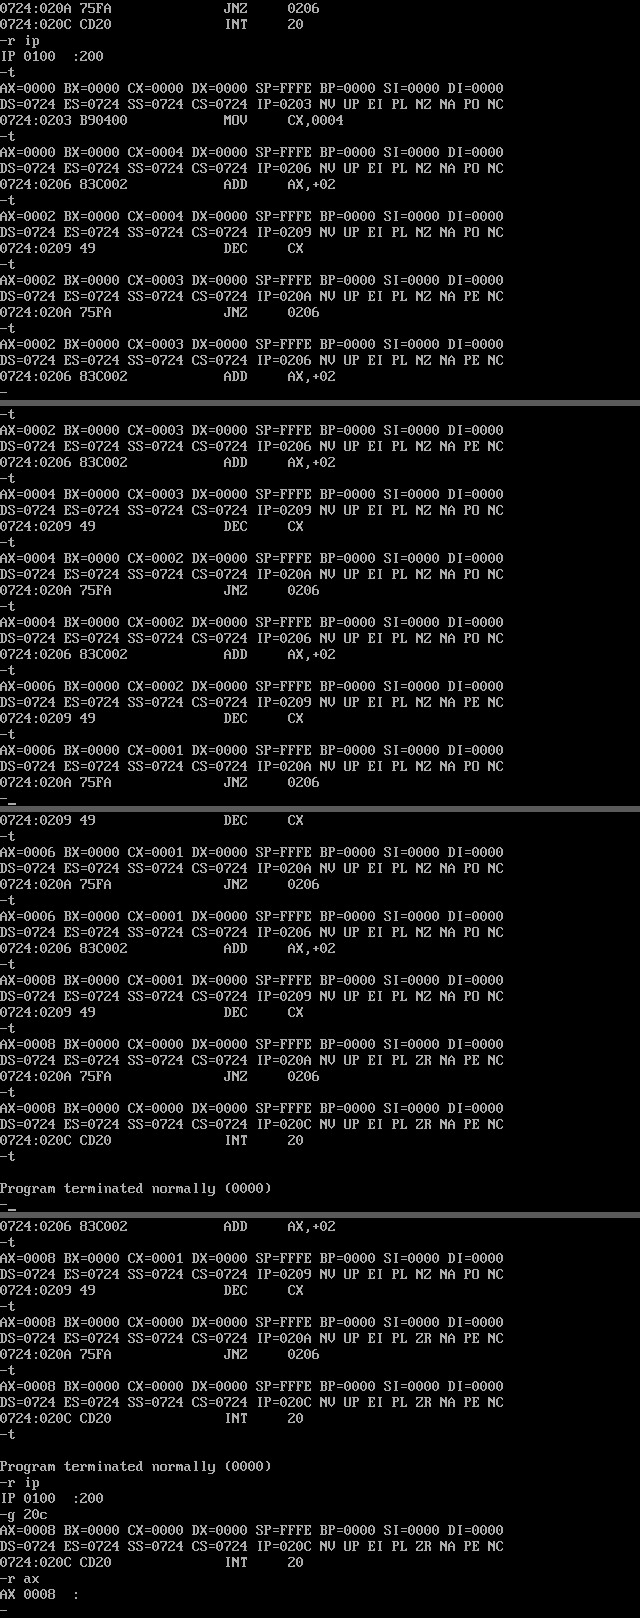 0724:020A 75FA          JNZ     0206
0724:020C CD20          INT     20
-r ip
IP 0100  :200
-t
AX=0000 BX=0000 CX=0000 DX=0000 SP=FFFE BP=0000 SI=0000 DI=0000
DS=0724 ES=0724 SS=0724 CS=0724 IP=0203 NV UP EI PL NZ NA PO NC
0724:0203 B90400        MOV     CX,0004
-t
AX=0000 BX=0000 CX=0004 DX=0000 SP=FFFE BP=0000 SI=0000 DI=0000
DS=0724 ES=0724 SS=0724 CS=0724 IP=0206 NV UP EI PL NZ NA PO NC
0724:0206 83C002        ADD     AX,+02
-t
AX=0002 BX=0000 CX=0004 DX=0000 SP=FFFE BP=0000 SI=0000 DI=0000
DS=0724 ES=0724 SS=0724 CS=0724 IP=0209 NV UP EI PL NZ NA PO NC
0724:0209 49            DEC     CX
-t
AX=0002 BX=0000 CX=0003 DX=0000 SP=FFFE BP=0000 SI=0000 DI=0000
DS=0724 ES=0724 SS=0724 CS=0724 IP=020A NV UP EI PL NZ NA PE NC
0724:020A 75FA          JNZ     0206
-t
AX=0002 BX=0000 CX=0003 DX=0000 SP=FFFE BP=0000 SI=0000 DI=0000
DS=0724 ES=0724 SS=0724 CS=0724 IP=0206 NV UP EI PL NZ NA PE NC
0724:0206 83C002        ADD     AX,+02
-
-t
AX=0002 BX=0000 CX=0003 DX=0000 SP=FFFE BP=0000 SI=0000 DI=0000
DS=0724 ES=0724 SS=0724 CS=0724 IP=0206 NV UP EI PL NZ NA PE NC
0724:0206 83C002        ADD     AX,+02
-t
AX=0004 BX=0000 CX=0003 DX=0000 SP=FFFE BP=0000 SI=0000 DI=0000
DS=0724 ES=0724 SS=0724 CS=0724 IP=0209 NV UP EI PL NZ NA PO NC
0724:0209 49            DEC     CX
-t
AX=0004 BX=0000 CX=0002 DX=0000 SP=FFFE BP=0000 SI=0000 DI=0000
DS=0724 ES=0724 SS=0724 CS=0724 IP=020A NV UP EI PL NZ NA PO NC
0724:020A 75FA          JNZ     0206
-t
AX=0004 BX=0000 CX=0002 DX=0000 SP=FFFE BP=0000 SI=0000 DI=0000
DS=0724 ES=0724 SS=0724 CS=0724 IP=0206 NV UP EI PL NZ NA PO NC
0724:0206 83C002        ADD     AX,+02
-t
AX=0006 BX=0000 CX=0002 DX=0000 SP=FFFE BP=0000 SI=0000 DI=0000
DS=0724 ES=0724 SS=0724 CS=0724 IP=0209 NV UP EI PL NZ NA PE NC
0724:0209 49            DEC     CX
-t
AX=0006 BX=0000 CX=0001 DX=0000 SP=FFFE BP=0000 SI=0000 DI=0000
DS=0724 ES=0724 SS=0724 CS=0724 IP=020A NV UP EI PL NZ NA PO NC
0724:020A 75FA          JNZ     0206
-_
0724:0209 49            DEC     CX
-t
AX=0006 BX=0000 CX=0001 DX=0000 SP=FFFE BP=0000 SI=0000 DI=0000
DS=0724 ES=0724 SS=0724 CS=0724 IP=020A NV UP EI PL NZ NA PO NC
0724:020A 75FA          JNZ     0206
-t
AX=0006 BX=0000 CX=0001 DX=0000 SP=FFFE BP=0000 SI=0000 DI=0000
DS=0724 ES=0724 SS=0724 CS=0724 IP=0206 NV UP EI PL NZ NA PO NC
0724:0206 83C002        ADD     AX,+02
-t
AX=0008 BX=0000 CX=0001 DX=0000 SP=FFFE BP=0000 SI=0000 DI=0000
DS=0724 ES=0724 SS=0724 CS=0724 IP=0209 NV UP EI PL NZ NA PO NC
0724:0209 49            DEC     CX
-t
AX=0008 BX=0000 CX=0000 DX=0000 SP=FFFE BP=0000 SI=0000 DI=0000
DS=0724 ES=0724 SS=0724 CS=0724 IP=020A NV UP EI PL ZR NA PE NC
0724:020A 75FA          JNZ     0206
-t
AX=0008 BX=0000 CX=0000 DX=0000 SP=FFFE BP=0000 SI=0000 DI=0000
DS=0724 ES=0724 SS=0724 CS=0724 IP=020C NV UP EI PL ZR NA PE NC
0724:020C CD20          INT     20
-t
Program terminated normally (0000)
-_
0724:0206 83C002        ADD     AX,+02
-t
AX=0008 BX=0000 CX=0001 DX=0000 SP=FFFE BP=0000 SI=0000 DI=0000
DS=0724 ES=0724 SS=0724 CS=0724 IP=0209 NV UP EI PL NZ NA PO NC
0724:0209 49            DEC     CX
-t
AX=0008 BX=0000 CX=0000 DX=0000 SP=FFFE BP=0000 SI=0000 DI=0000
DS=0724 ES=0724 SS=0724 CS=0724 IP=020A NV UP EI PL ZR NA PE NC
0724:020A 75FA          JNZ     0206
-t
AX=0008 BX=0000 CX=0000 DX=0000 SP=FFFE BP=0000 SI=0000 DI=0000
DS=0724 ES=0724 SS=0724 CS=0724 IP=020C NV UP EI PL ZR NA PE NC
0724:020C CD20          INT     20
-t
Program terminated normally (0000)
-r ip
IP 0100  :200
-g 20c
AX=0008 BX=0000 CX=0000 DX=0000 SP=FFFE BP=0000 SI=0000 DI=0000
DS=0724 ES=0724 SS=0724 CS=0724 IP=020C NV UP EI PL ZR NA PE NC
0724:020C CD20          INT     20
-r ax
AX 0008  :
-